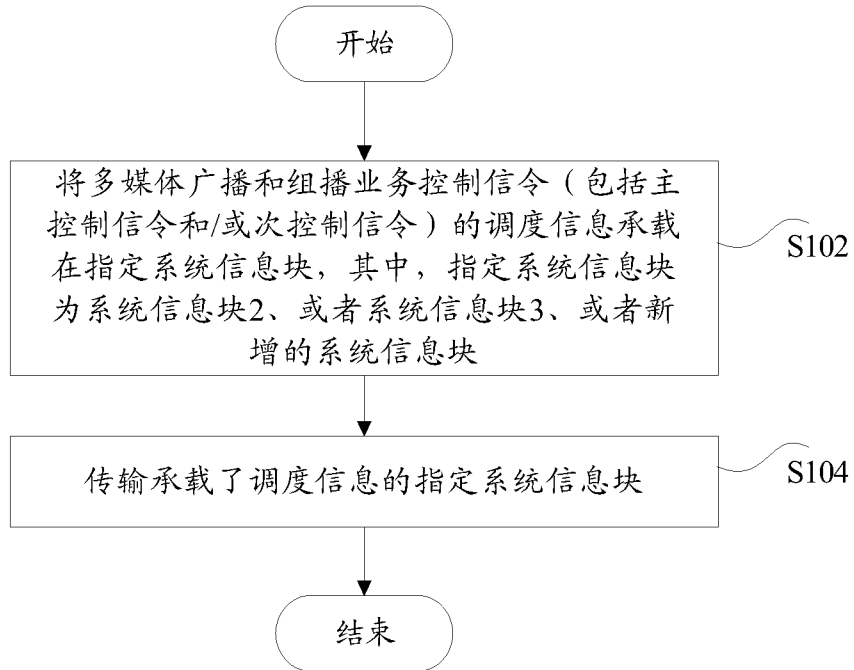 开始
将多媒体广播和组播业务控制信令（包括主
控制信令和/或次控制信令）的调度信息承载
在指定系统信息块，其中，指定系统信息块
为系统信息块2、或者系统信息块3、或者新
增的系统信息块
S102
传输承载了调度信息的指定系统信息块
S104
结束